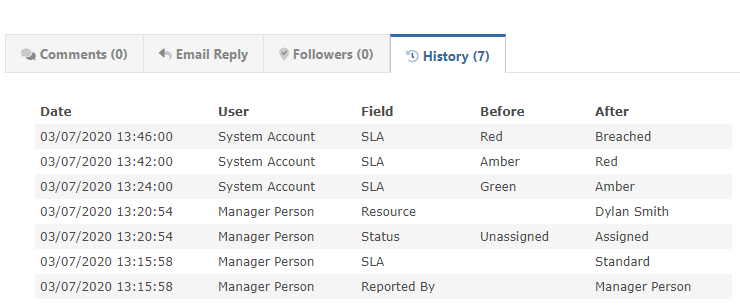 Comments (0) Email Reply Followers (0) History (7)
Date User Field Before After
03/07/2020 13:46:00 System Account SLA Red Breached
03/07/2020 13:42:00 System Account SLA Amber Red
03/07/2020 13:24:00 System Account SLA Green Amber
03/07/2020 13:20:54 Manager Person Resource Dylan Smith
03/07/2020 13:20:54 Manager Person Status Unassigned Assigned
03/07/2020 13:15:58 Manager Person SLA Standard
03/07/2020 13:15:58 Manager Person Reported By Manager Person